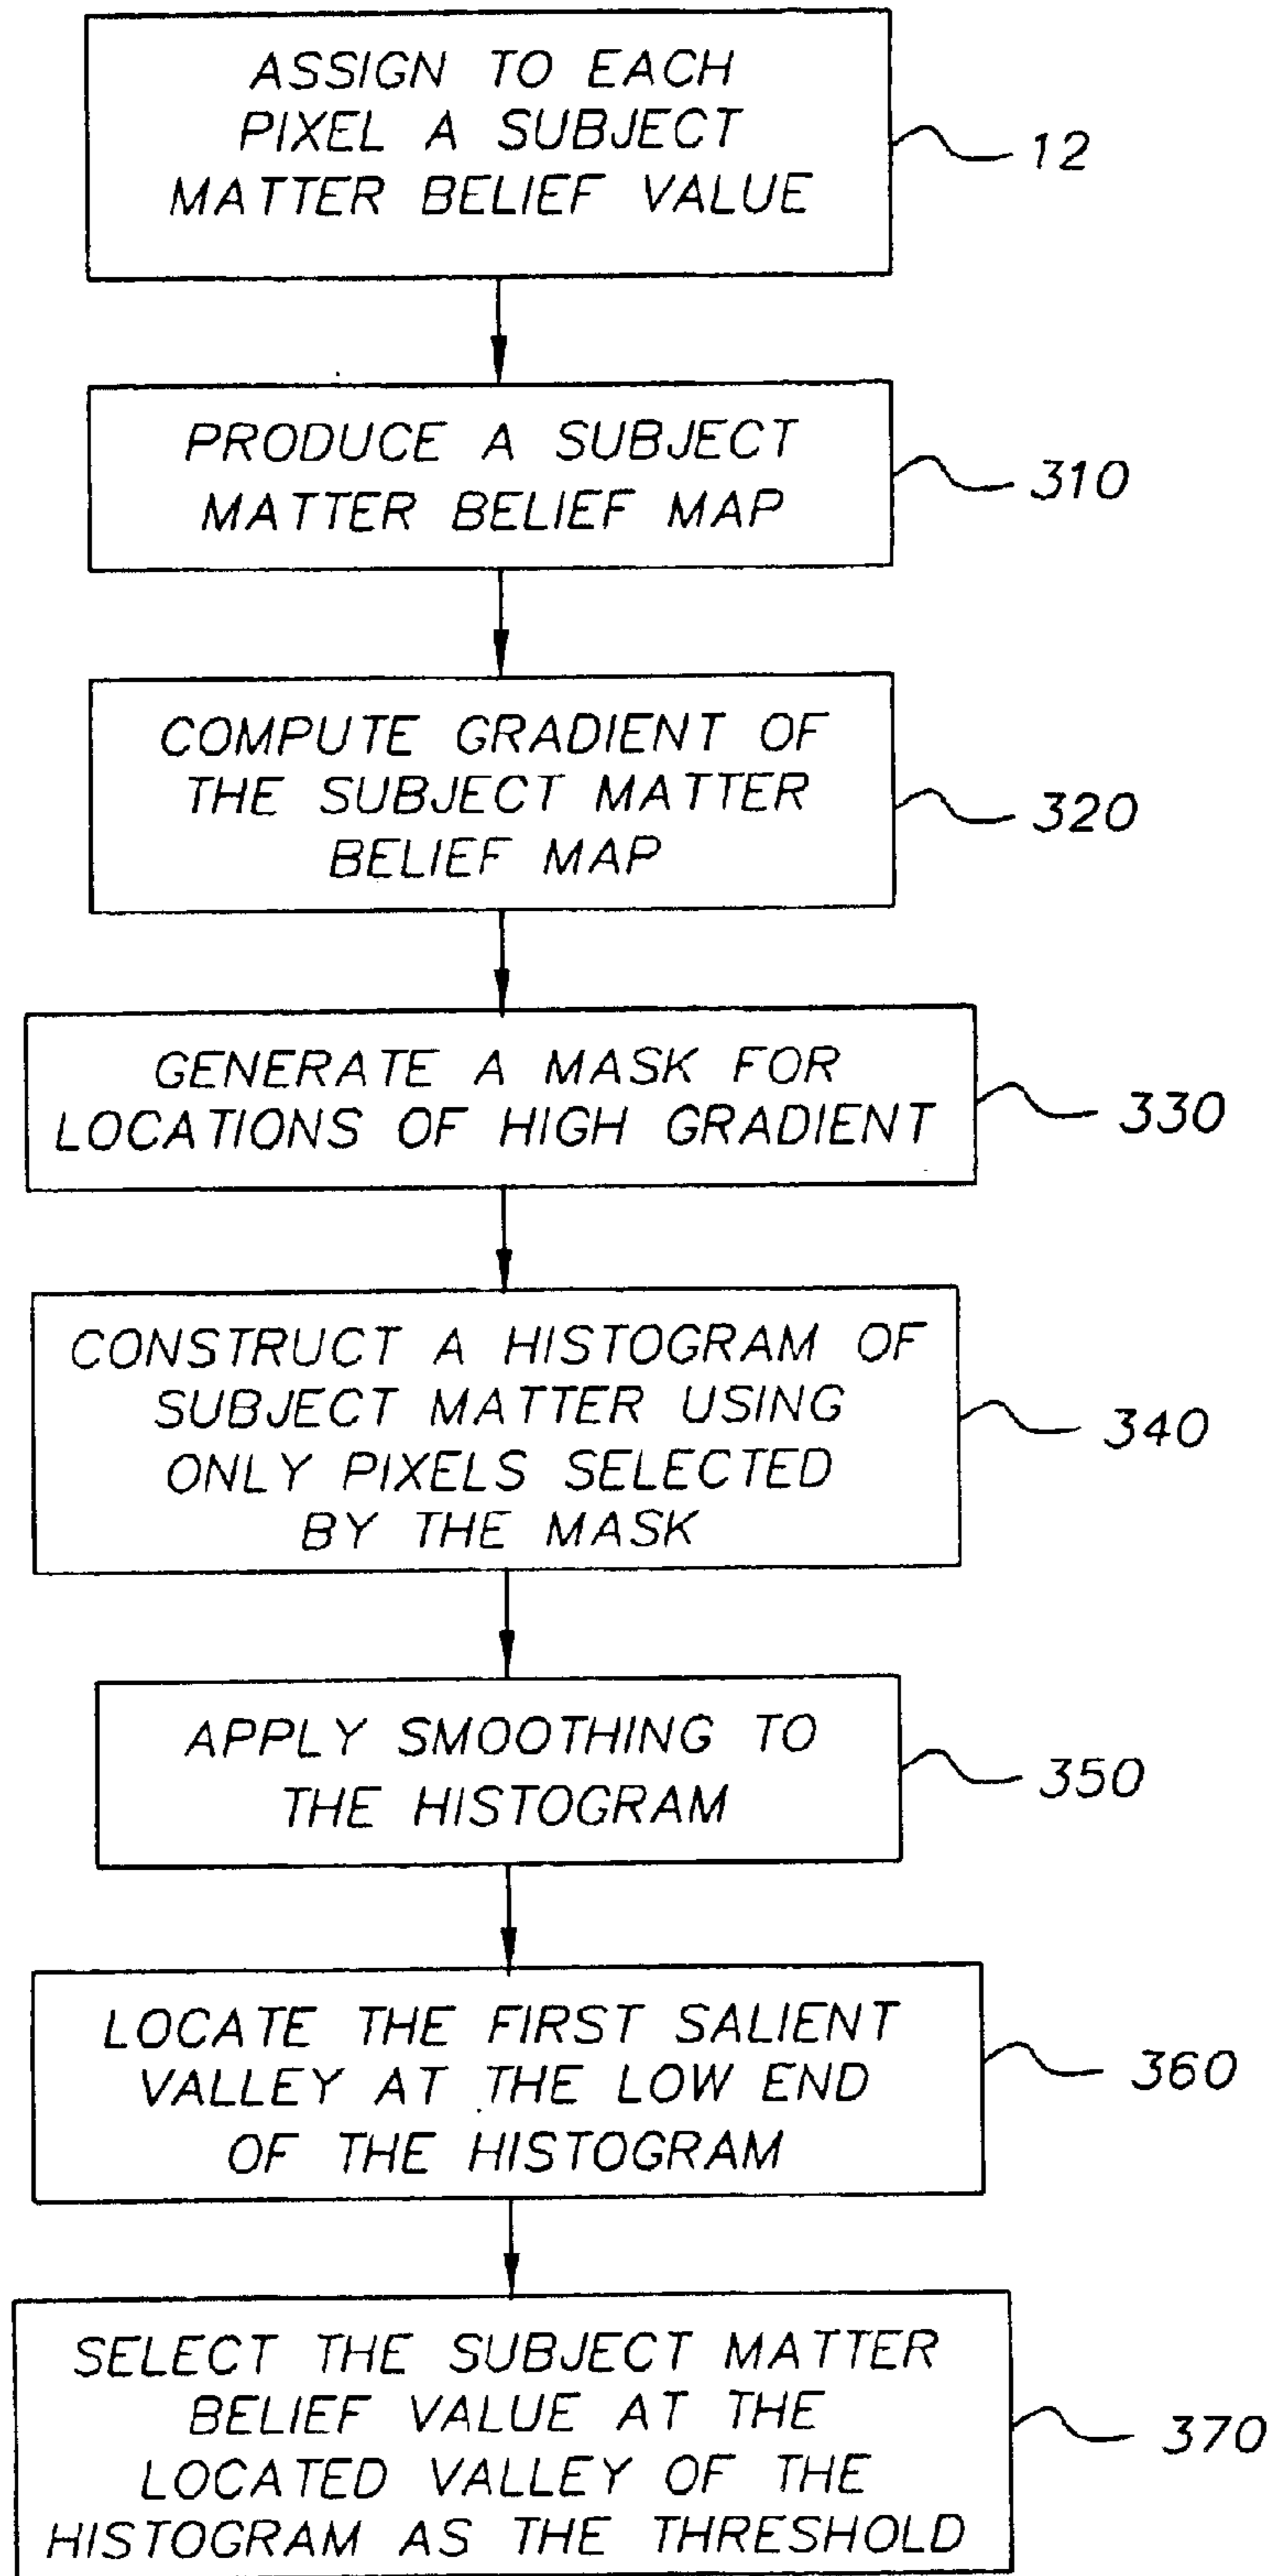 ASSIGN TO EACH
PIXEL A SUBJECT
MATTER BELIEF VALUE
12
PRODUCE A SUBJECT
MATTER BELIEF MAP
310
COMPUTE GRADIENT OF
THE SUBJECT MATTER
BELIEF MAP
320
GENERATE A MASK FOR
LOCATIONS OF HIGH GRADIENT
330
CONSTRUCT A HISTOGRAM OF
SUBJECT MATTER USING
ONLY PIXELS SELECTED
BY THE MASK
340
APPLY SMOOTHING TO
THE HISTOGRAM
350
LOCATE THE FIRST SALIENT
VALLEY AT THE LOW END
OF THE HISTOGRAM
360
SELECT THE SUBJECT MATTER
BELIEF VALUE AT THE
LOCATED VALLEY OF THE
HISTOGRAM AS THE THRESHOLD
370